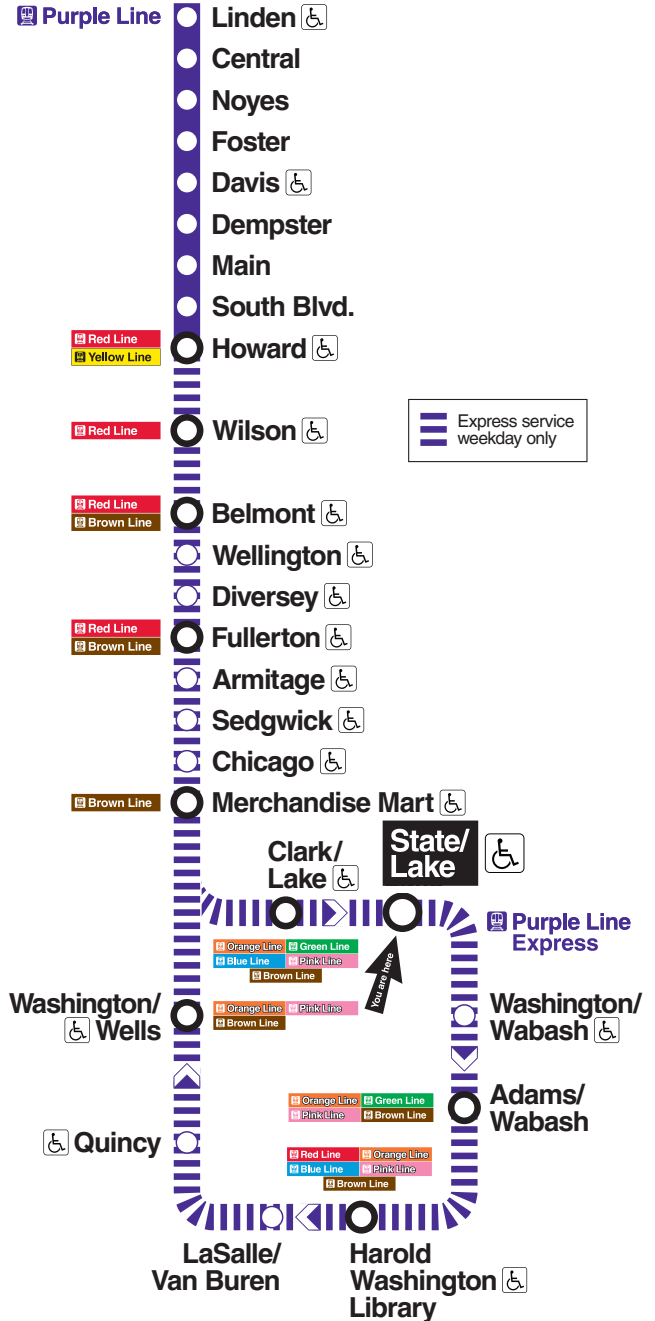 Purple Line
Linden
Central
Noyes
Foster
Davis
Dempster
Main
South Blvd.
Red Line
Yellow Line
Howard
Red Line
Wilson
Express service
weekday only
Red Line
Brown Line
Belmont
Wellington
Diversey
Red Line
Brown Line
Fullerton
Armitage
Sedgwick
Chicago
Brown Line
Merchandise Mart
Clark/
Lake
State/
Lake
Purple Line
Express
Orange Line Green Line
Blue Line Pink Line
Brown Line
You are here
Washington/
Wells
Orange Line Pink Line
Brown Line
Washington/
Wabash
Orange Line Green Line
Pink Line Brown Line
Adams/
Wabash
Quincy
Red Line Orange Line
Blue Line Pink Line
Brown Line
LaSalle/
Van Buren
Harold
Washington
Library